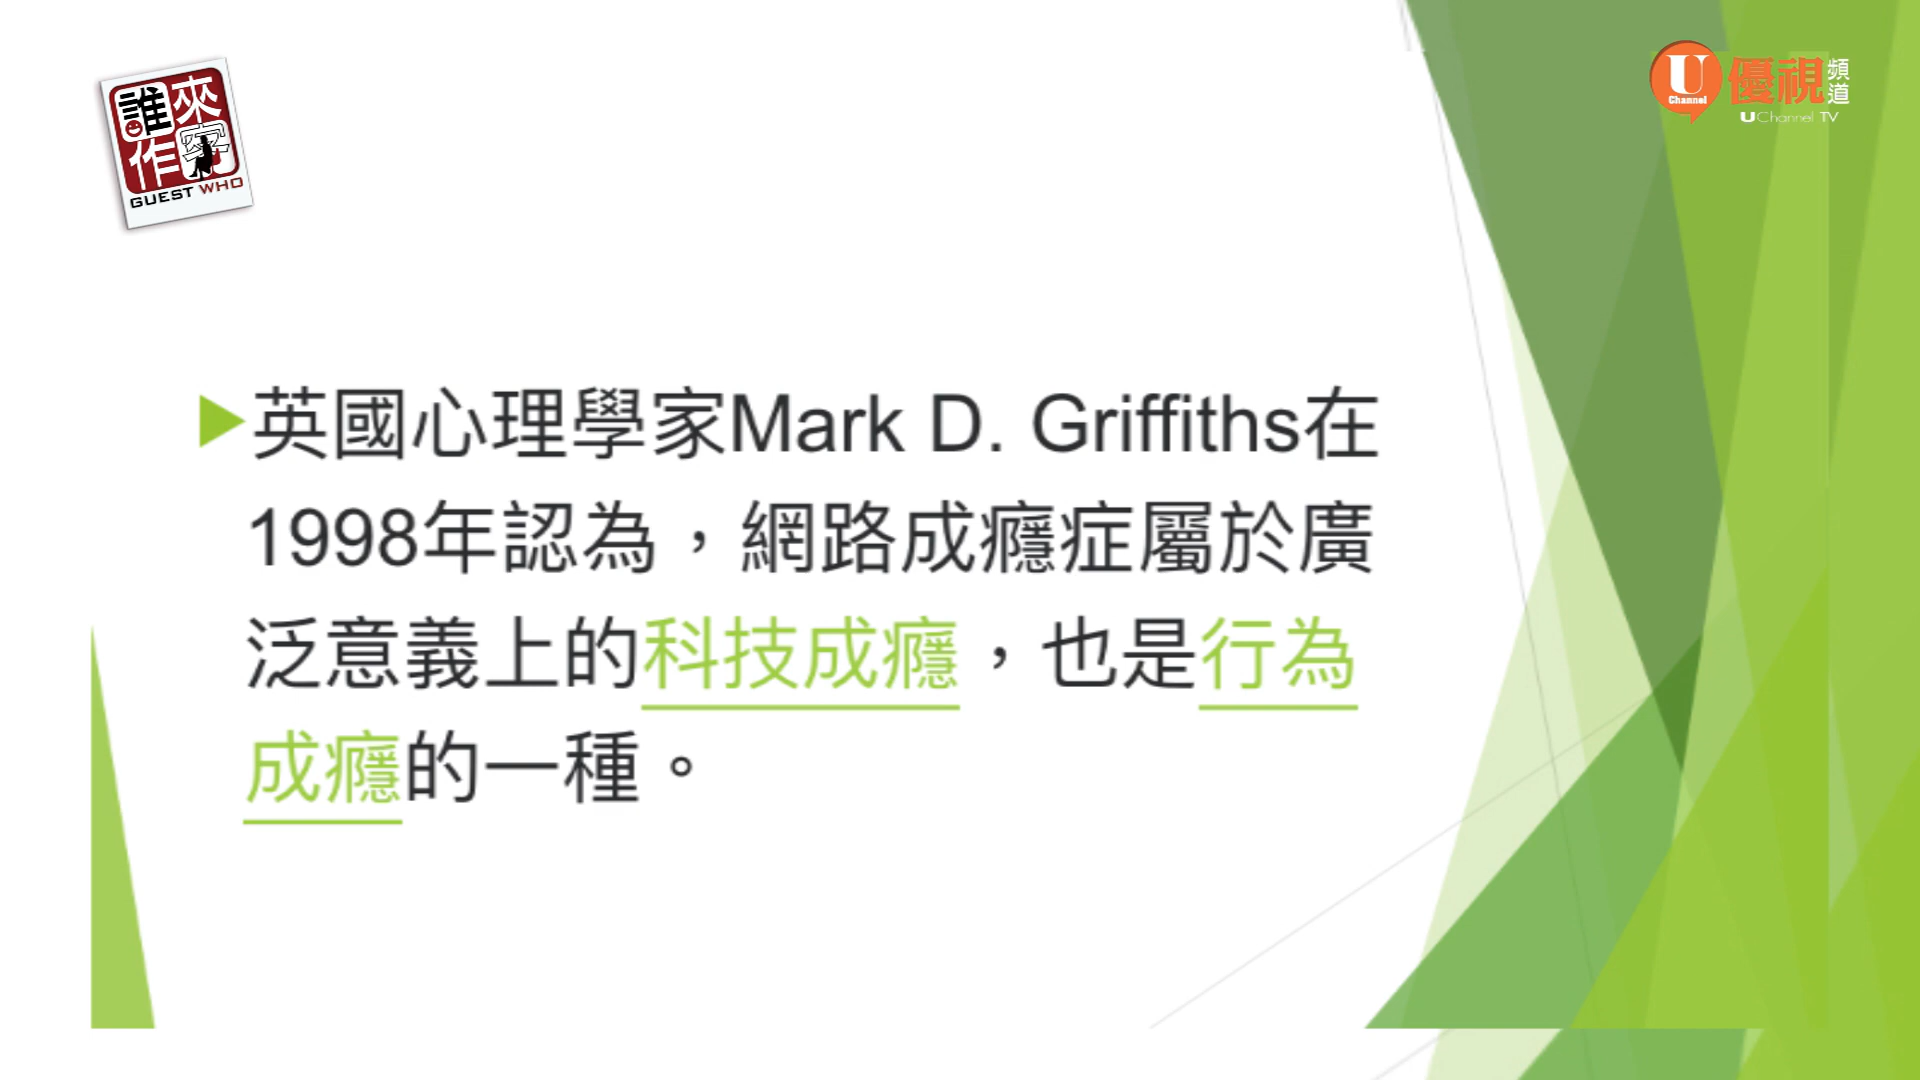 誰來
作客
GUEST WHO
U
Channel
優視頻道
UChannel TV
英國心理學家Mark D. Griffiths在
1998年認為，網路成癮症屬於廣
泛意義上的科技成癮，也是行為
成癮的一種。